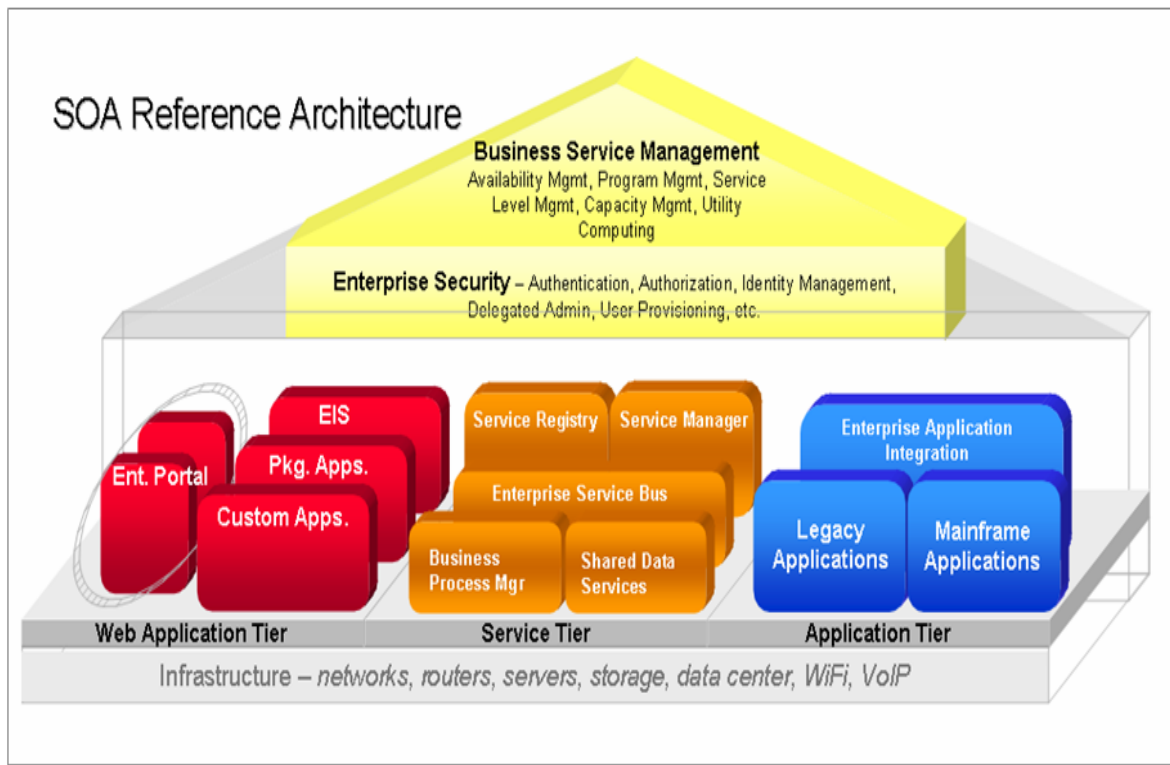 SOA Reference Architecture
Business Service Management
Availability Mgmt, Program Mgmt, Service
Level Mgmt, Capacity Mgmt, Utility
Computing
Enterprise Security – Authentication, Authorization, Identity Management,
Delegated Admin, User Provisioning, etc.
Ent. Portal
EIS
Pkg. Apps.
Custom Apps.
Service Registry
Service Manager
Enterprise Service Bus
Business
Process Mgr
Shared Data
Services
Enterprise Application
Integration
Legacy
Applications
Mainframe
Applications
Web Application Tier
Service Tier
Application Tier
Infrastructure – networks, routers, servers, storage, data center, WiFi, VoIP